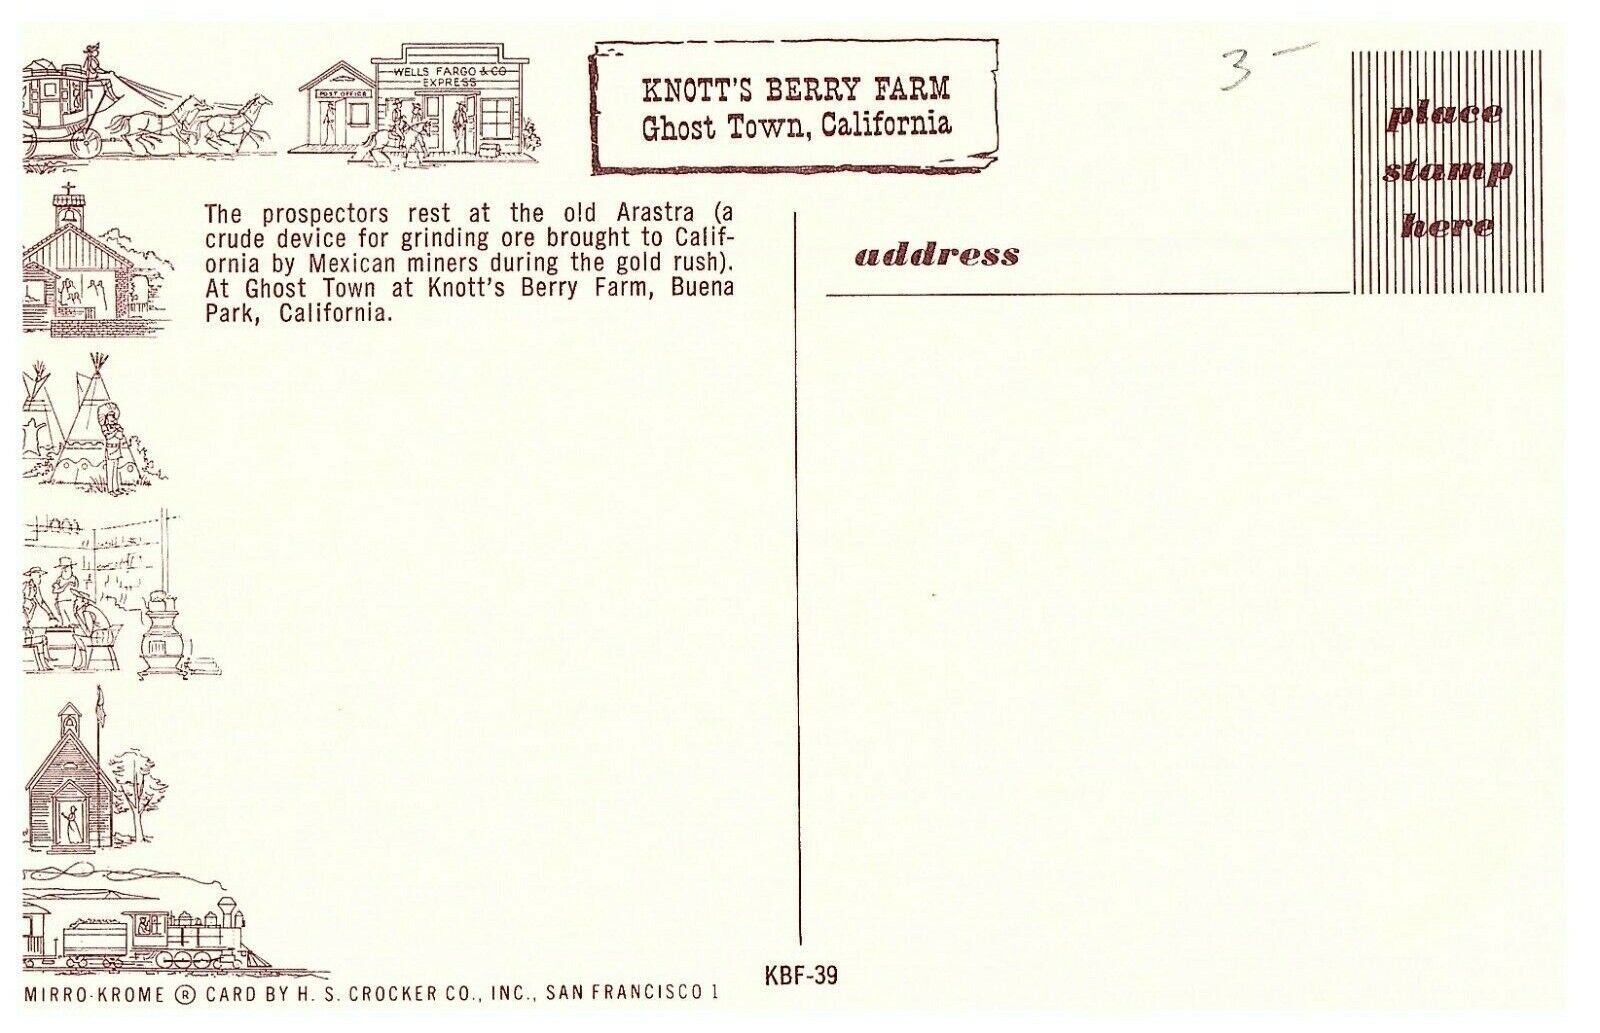 WELLS FARGO & CO
EXPRESS
POST OFFICE
KNOTT'S BERRY FARM
Ghost Town, California
3-
place
stamp
here
The prospectors rest at the old Arastra (a
crude device for grinding ore brought to Calif-
ornia by Mexican miners during the gold rush).
At Ghost Town at Knott's Berry Farm, Buena
Park, California.
address
KBF-39
MIRRO-KROME ® CARD BY H. S. CROCKER CO., INC., SAN FRANCISCO 1